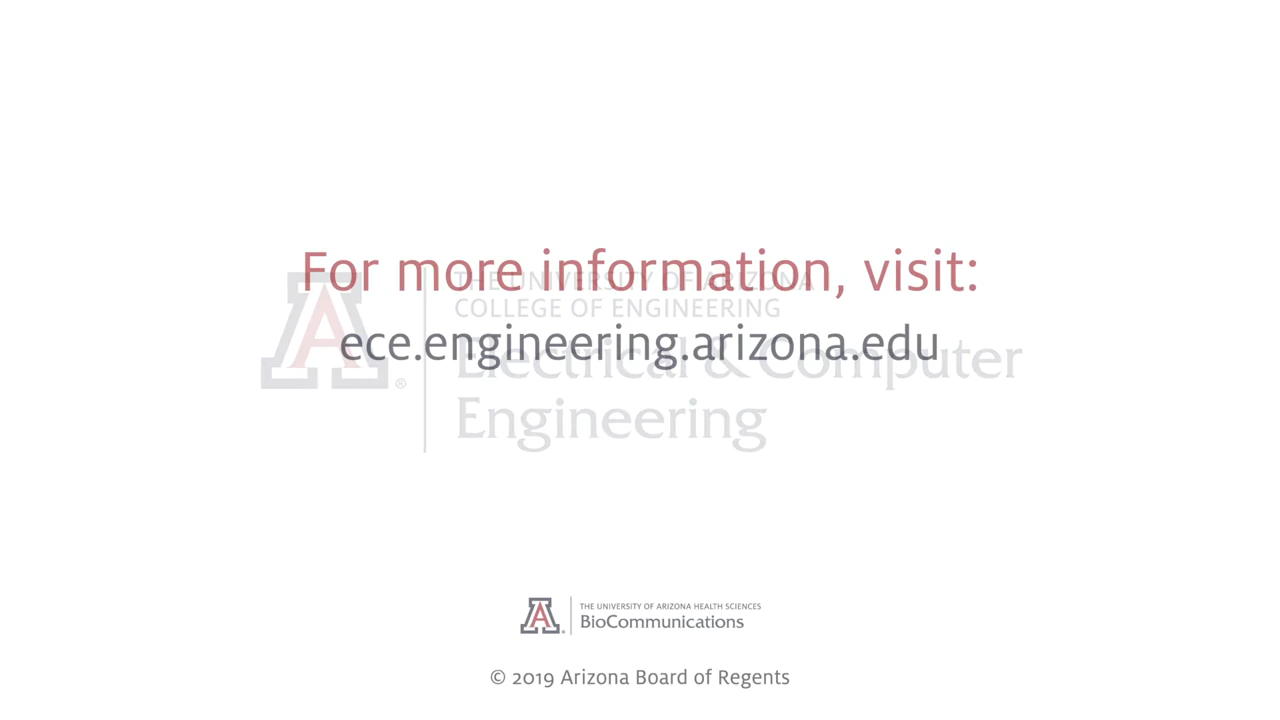 For more information, visit:
ece.engineering.arizona.edu
THE UNIVERSITY OF ARIZONA
COLLEGE OF ENGINEERING
Electrical & Computer
Engineering
A
®
A
THE UNIVERSITY OF ARIZONA HEALTH SCIENCES
BioCommunications
© 2019 Arizona Board of Regents